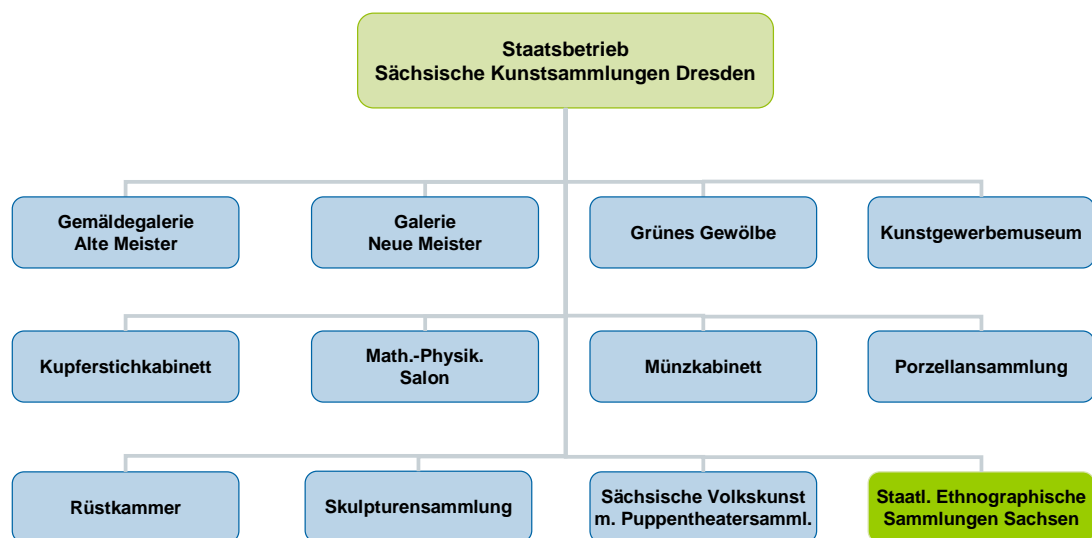 Staatsbetrieb
Sächsische Kunstsammlungen Dresden
Gemäldegalerie
Alte Meister
Galerie
Neue Meister
Grünes Gewölbe
Kunstgewerbemuseum
Kupferstichkabinett
Math.-Physik.
Salon
Münzkabinett
Porzellansammlung
Rüstkammer
Skulpturensammlung
Sächsische Volkskunst
m. Puppentheatersamml.
Staatl. Ethnographische
Sammlungen Sachsen